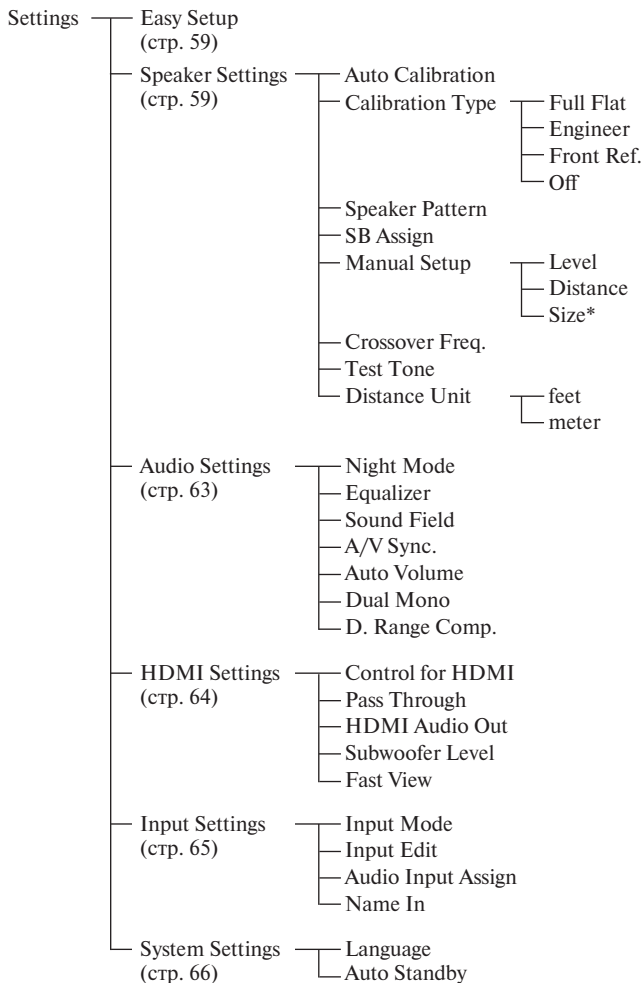 Settings
Easy Setup
(стр. 59)
Speaker Settings
(стр. 59)
Auto Calibration
Calibration Type
Full Flat
Engineer
Front Ref.
Off
Speaker Pattern
SB Assign
Manual Setup
Level
Distance
Size*
Crossover Freq.
Test Tone
Distance Unit
feet
meter
Audio Settings
(стр. 63)
Night Mode
Equalizer
Sound Field
A/V Sync.
Auto Volume
Dual Mono
D. Range Comp.
HDMI Settings
(стр. 64)
Control for HDMI
Pass Through
HDMI Audio Out
Subwoofer Level
Fast View
Input Settings
(стр. 65)
Input Mode
Input Edit
Audio Input Assign
Name In
System Settings
(стр. 66)
Language
Auto Standby